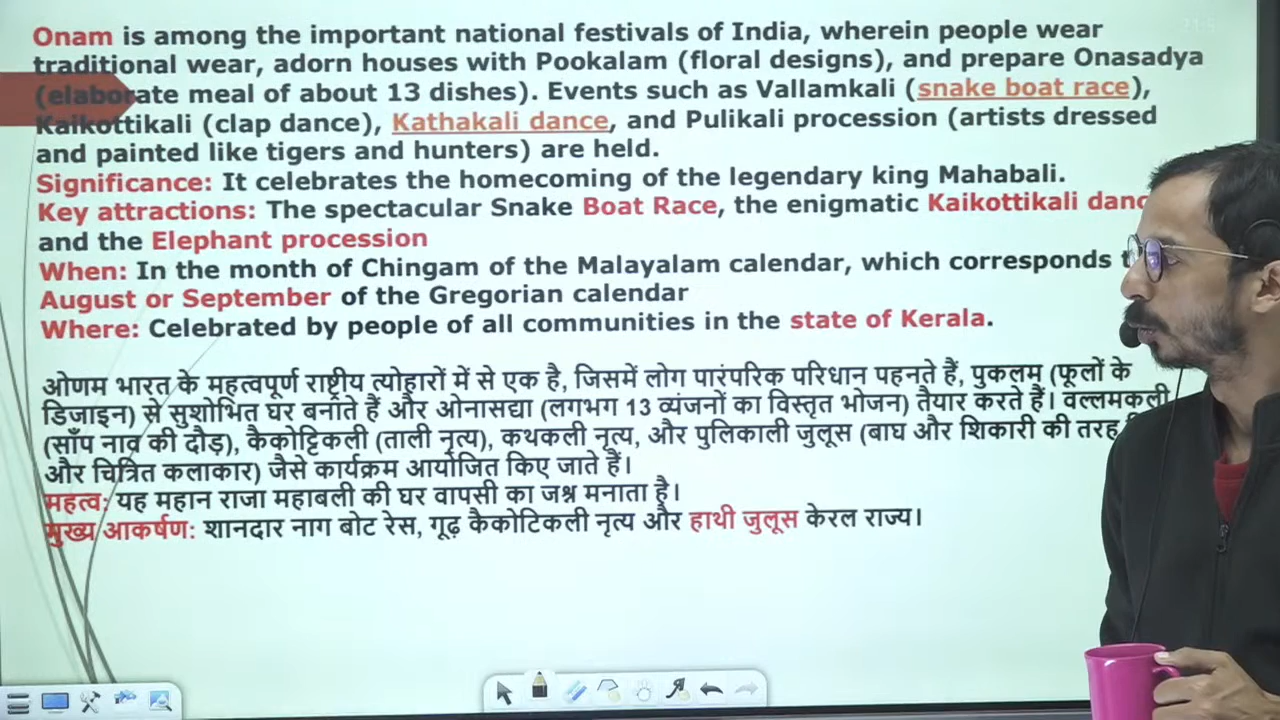 Onam is among the important national festivals of India, wherein people wear
traditional wear, adorn houses with Pookalam (floral designs), and prepare Onasadya
(elaborate meal of about 13 dishes). Events such as Vallamkali (snake boat race),
Kaikottikali (clap dance), Kathakali dance, and Pulikali procession (artists dressed
and painted like tigers and hunters) are held.
Significance: It celebrates the homecoming of the legendary king Mahabali.
Key attractions: The spectacular Snake Boat Race, the enigmatic Kaikottikali
and the Elephant procession
When: In the month of Chingam of the Malayalam calendar, which corresponds
August or September of the Gregorian calendar
Where: Celebrated by people of all communities in the state of Kerala.
ओणम भारत के महत्वपूर्ण राष्ट्रीय त्योहारों में से एक है, जिसमें लोग पारंपरिक परिधान पहनते हैं, पुकलम (फूलों के
डिजाइन) से सुशोभित घर बनाते हैं और ओनासद्या (लगभग 13 व्यंजनों का विस्तृत भोजन) तैयार करते हैं। वल्लमकली
(साँप नाव की दौड़), कैकोट्टिकली (ताली नृत्य), कथकली नृत्य, और पुलिकाली जुलूस (बाघ और शिकारी की तरह
और चित्रित कलाकार) जैसे कार्यक्रम आयोजित किए जाते हैं।
महत्व: यह महान राजा महाबली की घर वापसी का जश्न मनाता है।
मुख्य आकर्षण: शानदार नाग बोट रेस, गूढ़ कैकोटिकली नृत्य और हाथी जुलूस केरल राज्य।